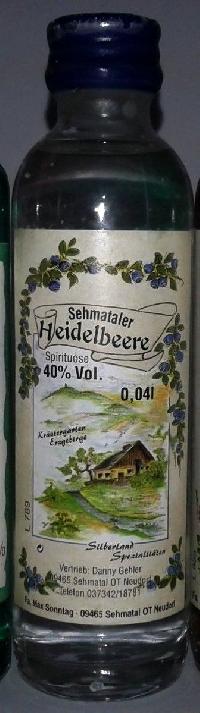 Sehmataler
Heidelbeere
Spirituose
40% Vol.
0,04l
Kräutergarten
Erzgebirge
L 789
Silberland
Spezialitäten
Vertrieb: Danny Gehler
09465 Sehmatal OT Neudorf
Telefon 037342/18791
Fa. Max Sonntag · 09465 Sehmatal OT Neudorf